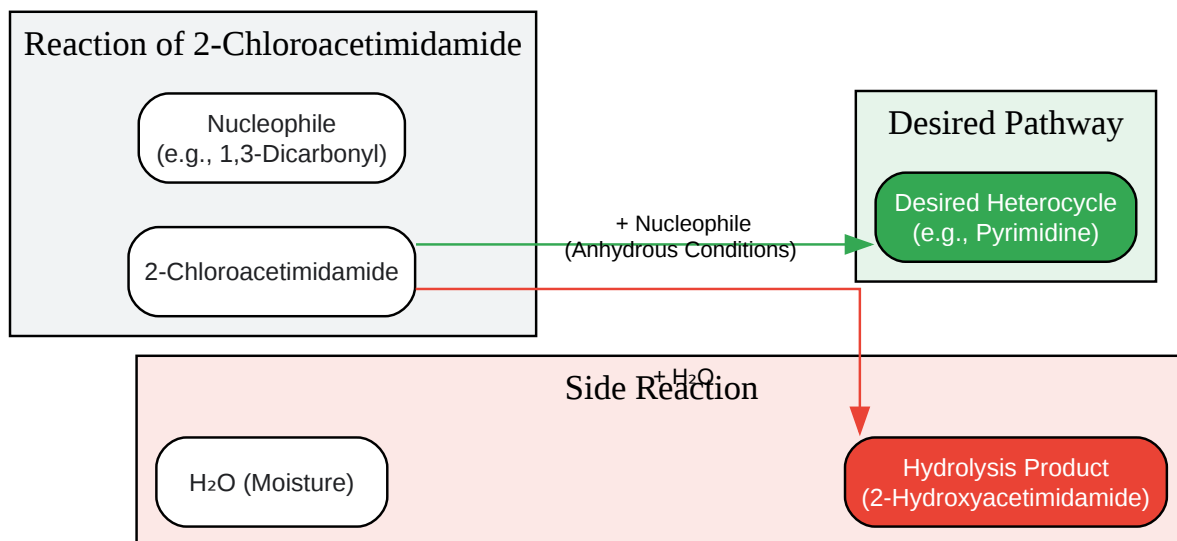 Reaction of 2-Chloroacetimidamide
Nucleophile
(e.g., 1,3-Dicarbonyl)
2-Chloroacetimidamide
+ Nucleophile
(Anhydrous Conditions)
Desired Pathway
Desired Heterocycle
(e.g., Pyrimidine)
+ H₂O
Side Reaction
H₂O (Moisture)
Hydrolysis Product
(2-Hydroxyacetimidamide)